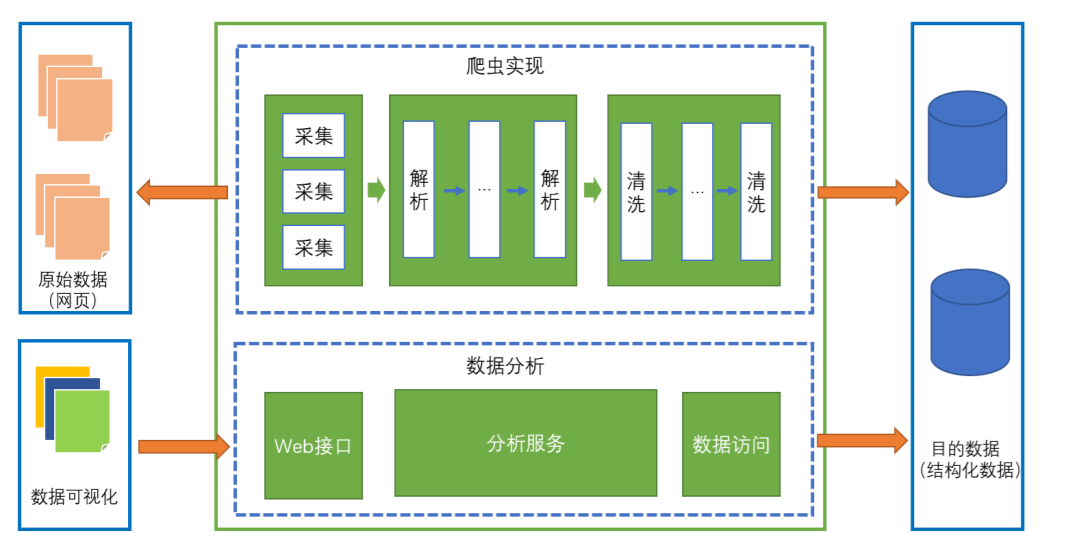 爬虫实现
采集
采集
采集
解析
...
解析
清洗
...
清洗
原始数据
（网页）
数据分析
Web接口
分析服务
数据访问
数据可视化
目的数据
（结构化数据）